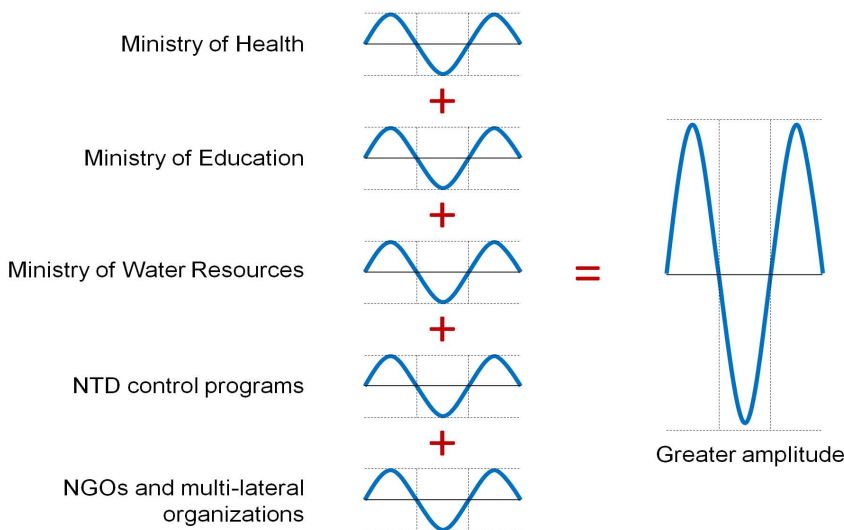 Ministry of Health
+
Ministry of Education
+
Ministry of Water Resources
=
+
NTD control programs
+
Greater amplitude
NGOs and multi-lateral
organizations